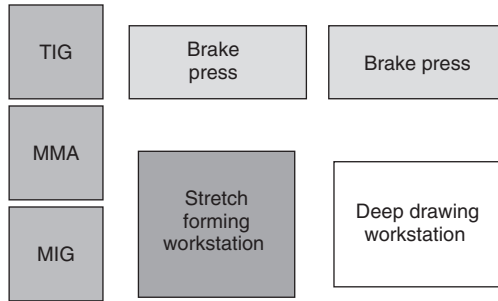 TIG
Brake
press
Brake press
MMA
Stretch
forming
workstation
Deep drawing
workstation
MIG